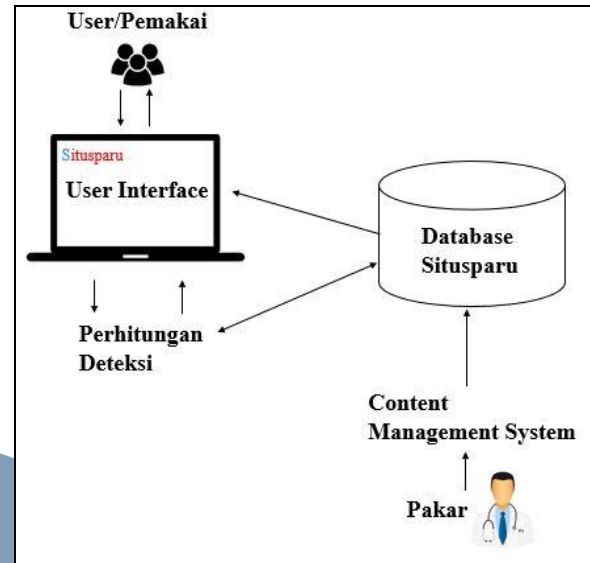 User/Pemakai
Situsparu
User Interface
Database
Situsparu
Perhitungan
Deteksi
Content
Management System
Pakar